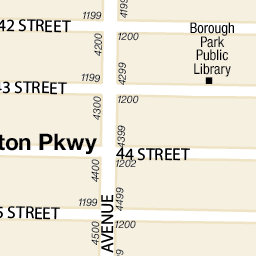 4199
1199
42 STREET
4200
1200
Borough
Park
Public
Library
1199
4299
43 STREET
4300
1200
ton Pkwy
4399
44 STREET
1202
4400
1199
4499
5 STREET
AVENUE
4500
1200